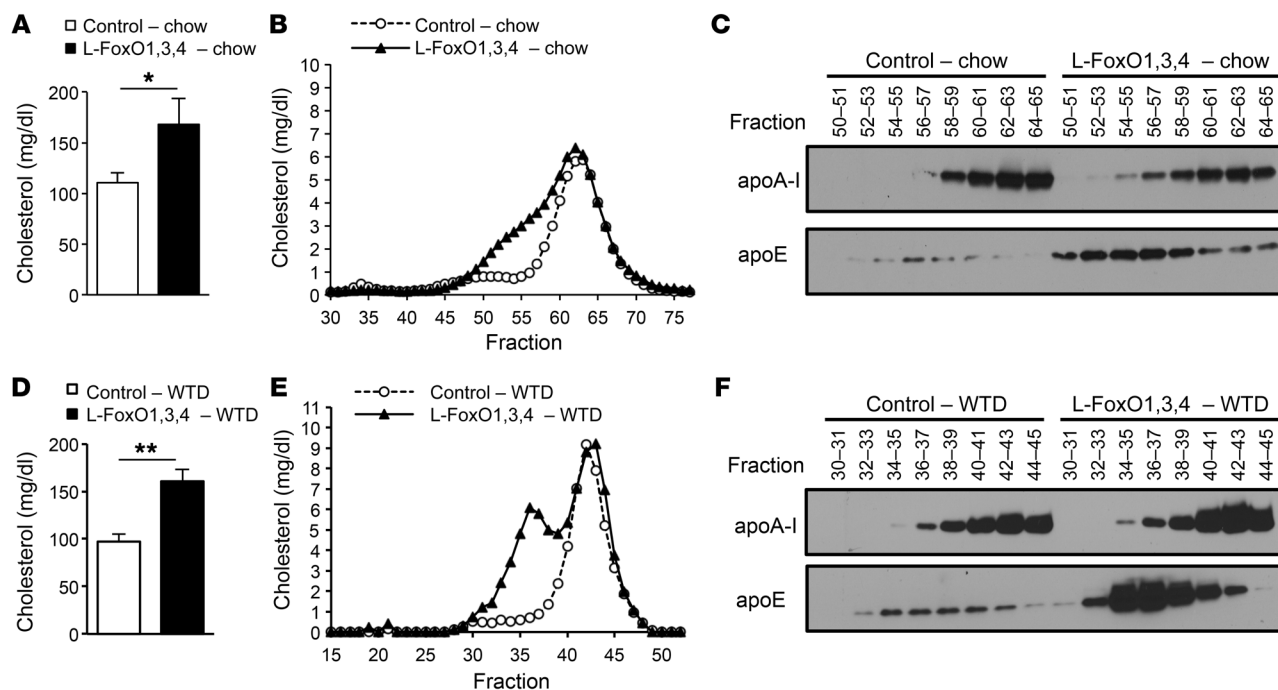 A
Control – chow
L-FoxO1,3,4 – chow
*
Cholesterol (mg/dl)
200
150
100
50
0
B
Control – chow
L-FoxO1,3,4 – chow
Cholesterol (mg/dl)
10
9
8
7
6
5
4
3
2
1
0
30 35 40 45 50 55 60 65 70 75
Fraction
C
Control – chow L-FoxO1,3,4 – chow
Fraction 50–51 52–53 54–55 56–57 58–59 60–61 62–63 64–65 50–51 52–53 54–55 56–57 58–59 60–61 62–63 64–65
apoA-I
apoE
D
Control – WTD
L-FoxO1,3,4 – WTD
**
Cholesterol (mg/dl)
200
150
100
50
0
E
Control – WTD
L-FoxO1,3,4 – WTD
Cholesterol (mg/dl)
11
10
9
8
7
6
5
4
3
2
1
0
15 20 25 30 35 40 45 50
Fraction
F
Control – WTD L-FoxO1,3,4 – WTD
Fraction 30–31 32–33 34–35 36–37 38–39 40–41 42–43 44–45 30–31 32–33 34–35 36–37 38–39 40–41 42–43 44–45
apoA-I
apoE